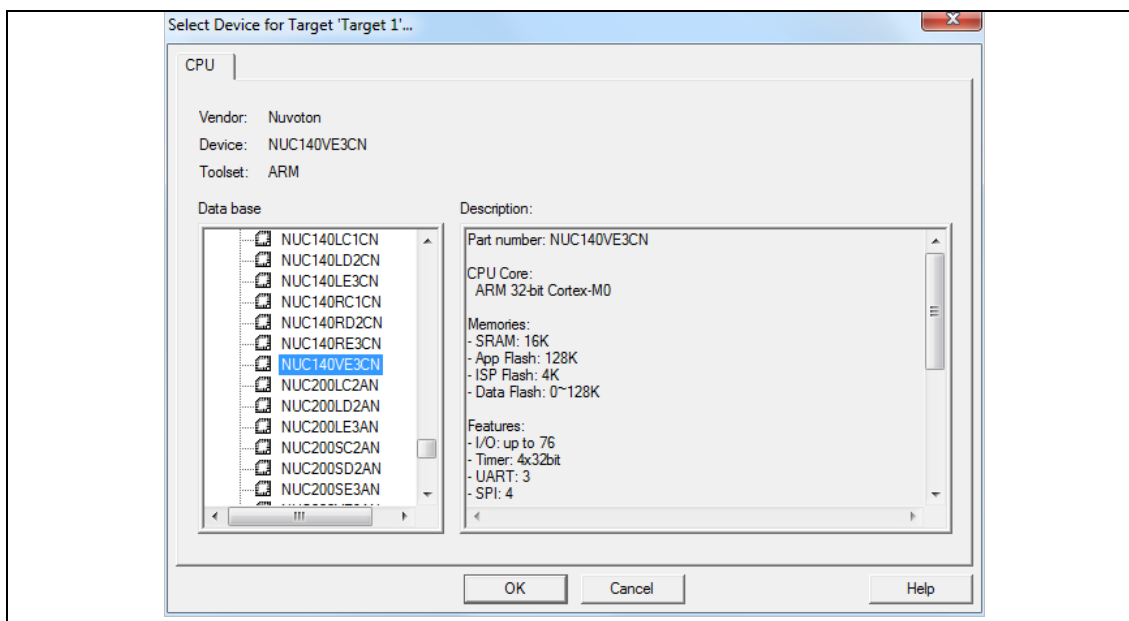 Select Device for Target 'Target 1'...
CPU
Vendor: Nuvoton
Device: NUC140VE3CN
Toolset: ARM
Data base
NUC140LC1CN
NUC140LD2CN
NUC140LE3CN
NUC140RC1CN
NUC140RD2CN
NUC140RE3CN
NUC140VE3CN
NUC200LC2AN
NUC200LD2AN
NUC200LE3AN
NUC200SC2AN
NUC200SD2AN
NUC200SE3AN
Description:
Part number: NUC140VE3CN
CPU Core:
ARM 32-bit Cortex-M0
Memories:
- SRAM: 16K
- App Flash: 128K
- ISP Flash: 4K
- Data Flash: 0~128K
Features:
- I/O: up to 76
- Timer: 4x32bit
- UART: 3
- SPI: 4
OK
Cancel
Help